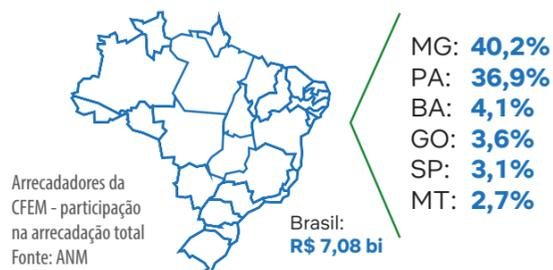 MG: 40,2%
PA: 36,9%
BA: 4,1%
GO: 3,6%
SP: 3,1%
MT: 2,7%
Arrecadadores da
CFEM - participação
na arrecadação total
Fonte: ANM
Brasil:
R$ 7,08 bi